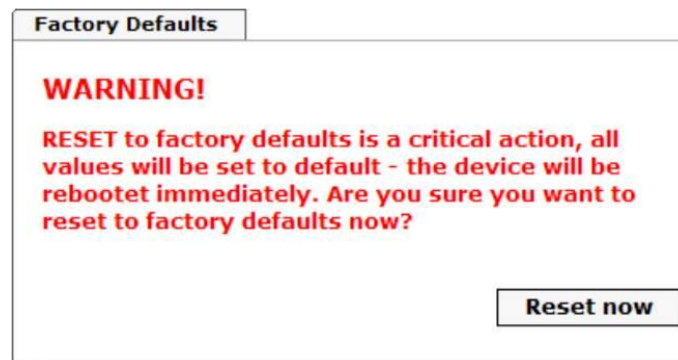 Factory Defaults
WARNING!
RESET to factory defaults is a critical action, all
values will be set to default - the device will be
rebootet immediately. Are you sure you want to
reset to factory defaults now?
Reset now